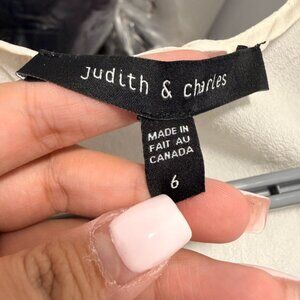 judith & charles
MADE IN
FAIT AU
CANADA
6